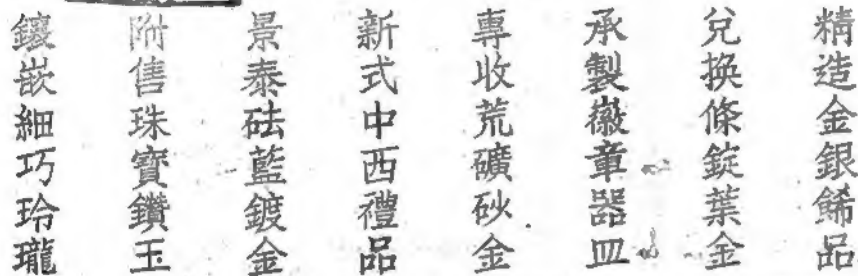 精造金銀餙品
兌換條錠葉金
承製徽章器皿
專收荒礦砂金
新式中西禮品
景泰砝藍鍍金
附售珠寶鑽玉
鑲嵌細巧玲瓏